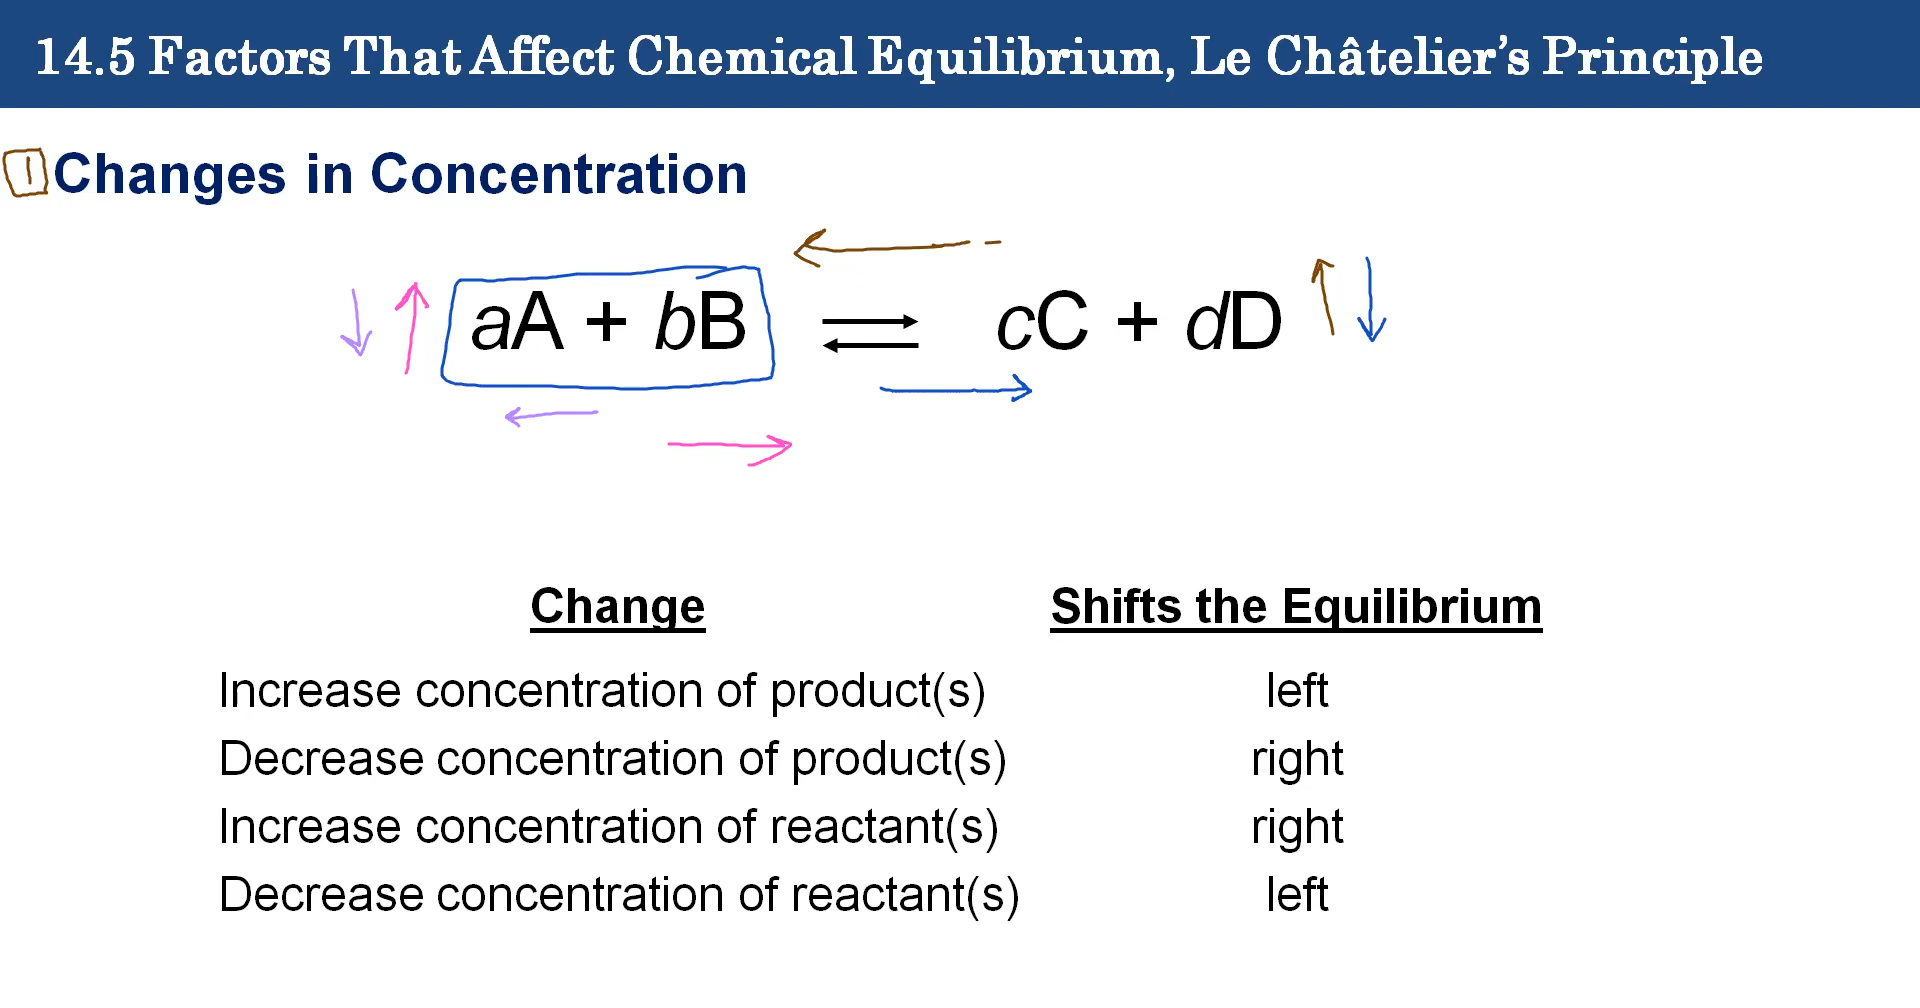 14.5 Factors That Affect Chemical Equilibrium, Le Châtelier’s Principle
1 Changes in Concentration
aA + bB ⇌ cC + dD
Change Shifts the Equilibrium
Increase concentration of product(s) left
Decrease concentration of product(s) right
Increase concentration of reactant(s) right
Decrease concentration of reactant(s) left